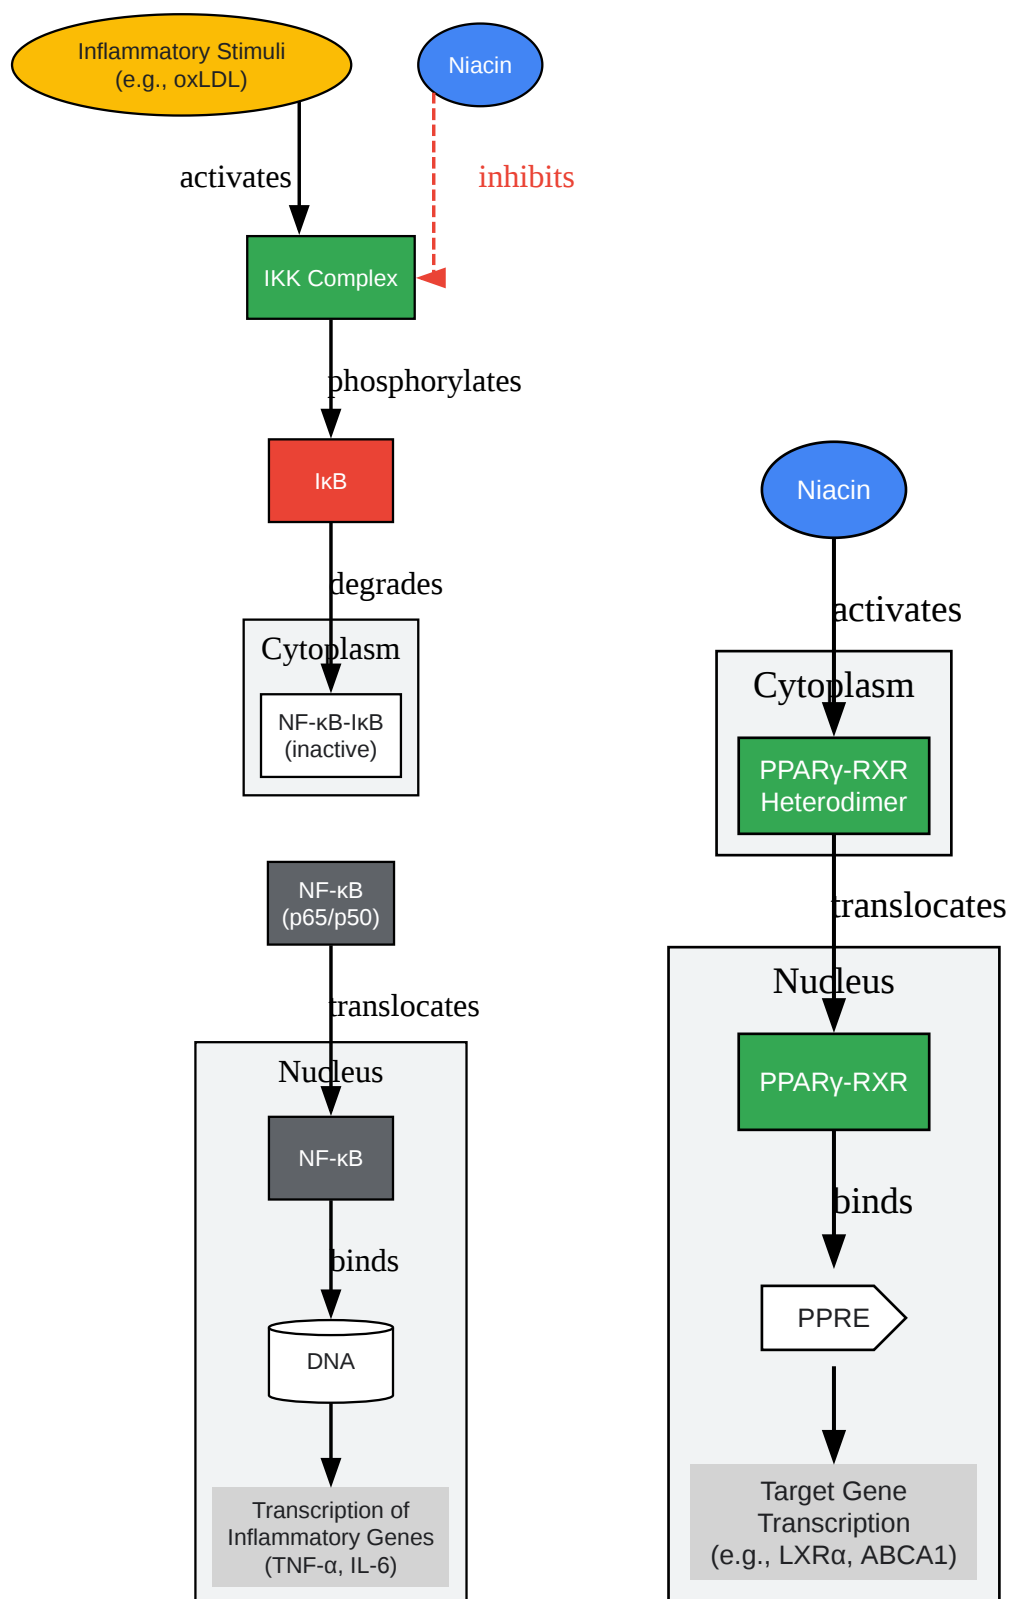 Inflammatory Stimuli
(e.g., oxLDL)
Niacin
activates
inhibits
IKK Complex
phosphorylates
IκB
degrades
Cytoplasm
NF-κB-IκB
(inactive)
NF-κB
(p65/p50)
translocates
Nucleus
NF-κB
binds
DNA
Transcription of
Inflammatory Genes
(TNF-α, IL-6)
Niacin
activates
Cytoplasm
PPARγ-RXR
Heterodimer
translocates
Nucleus
PPARγ-RXR
binds
PPRE
Target Gene
Transcription
(e.g., LXRα, ABCA1)